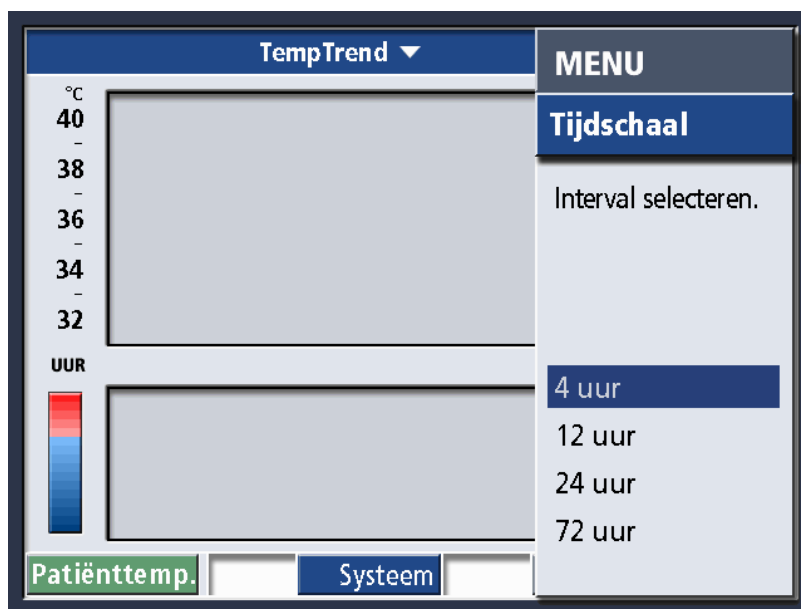 TempTrend
MENU
Tijdschaal
Interval selecteren.
4 uur
12 uur
24 uur
72 uur
°C
40
38
36
34
32
UUR
Patiënttemp.
Systeem